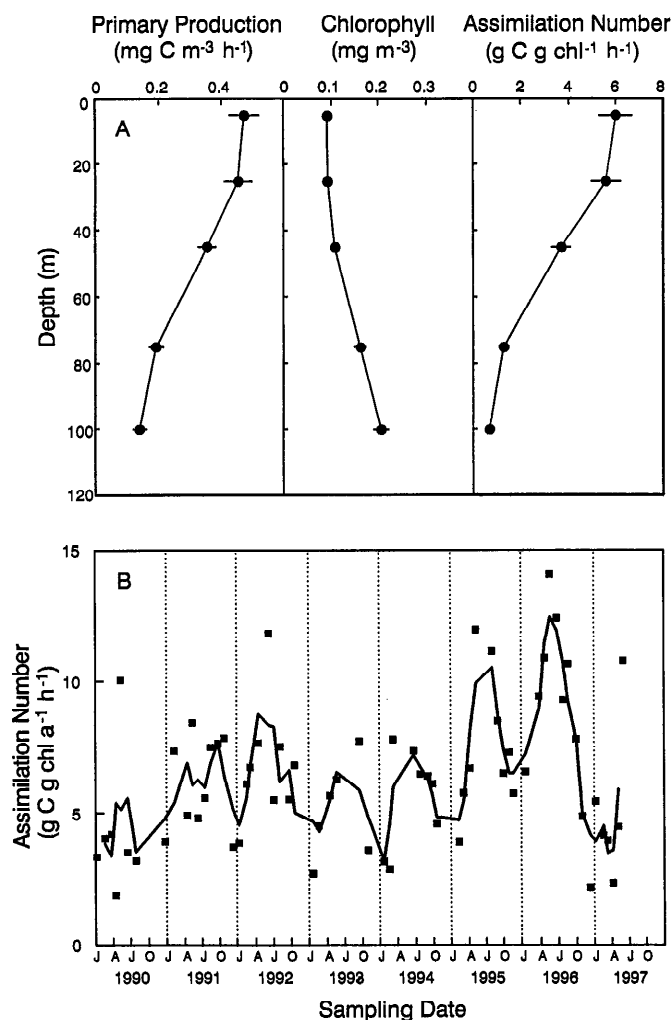 Primary Production
(mg C m-3 h-1)
Chlorophyll
(mg m-3)
Assimilation Number
(g C g chl-1 h-1)
0 0.2 0.4
0 0.1 0.2 0.3
0 2 4 6 8
A
Depth (m)
0
20
40
60
80
100
120
B
Assimilation Number
(g C g chl a-1 h-1)
15
10
5
0
J A J O J A J O J A J O J A J O J A J O J A J O J A J O J A J O
1990 1991 1992 1993 1994 1995 1996 1997
Sampling Date